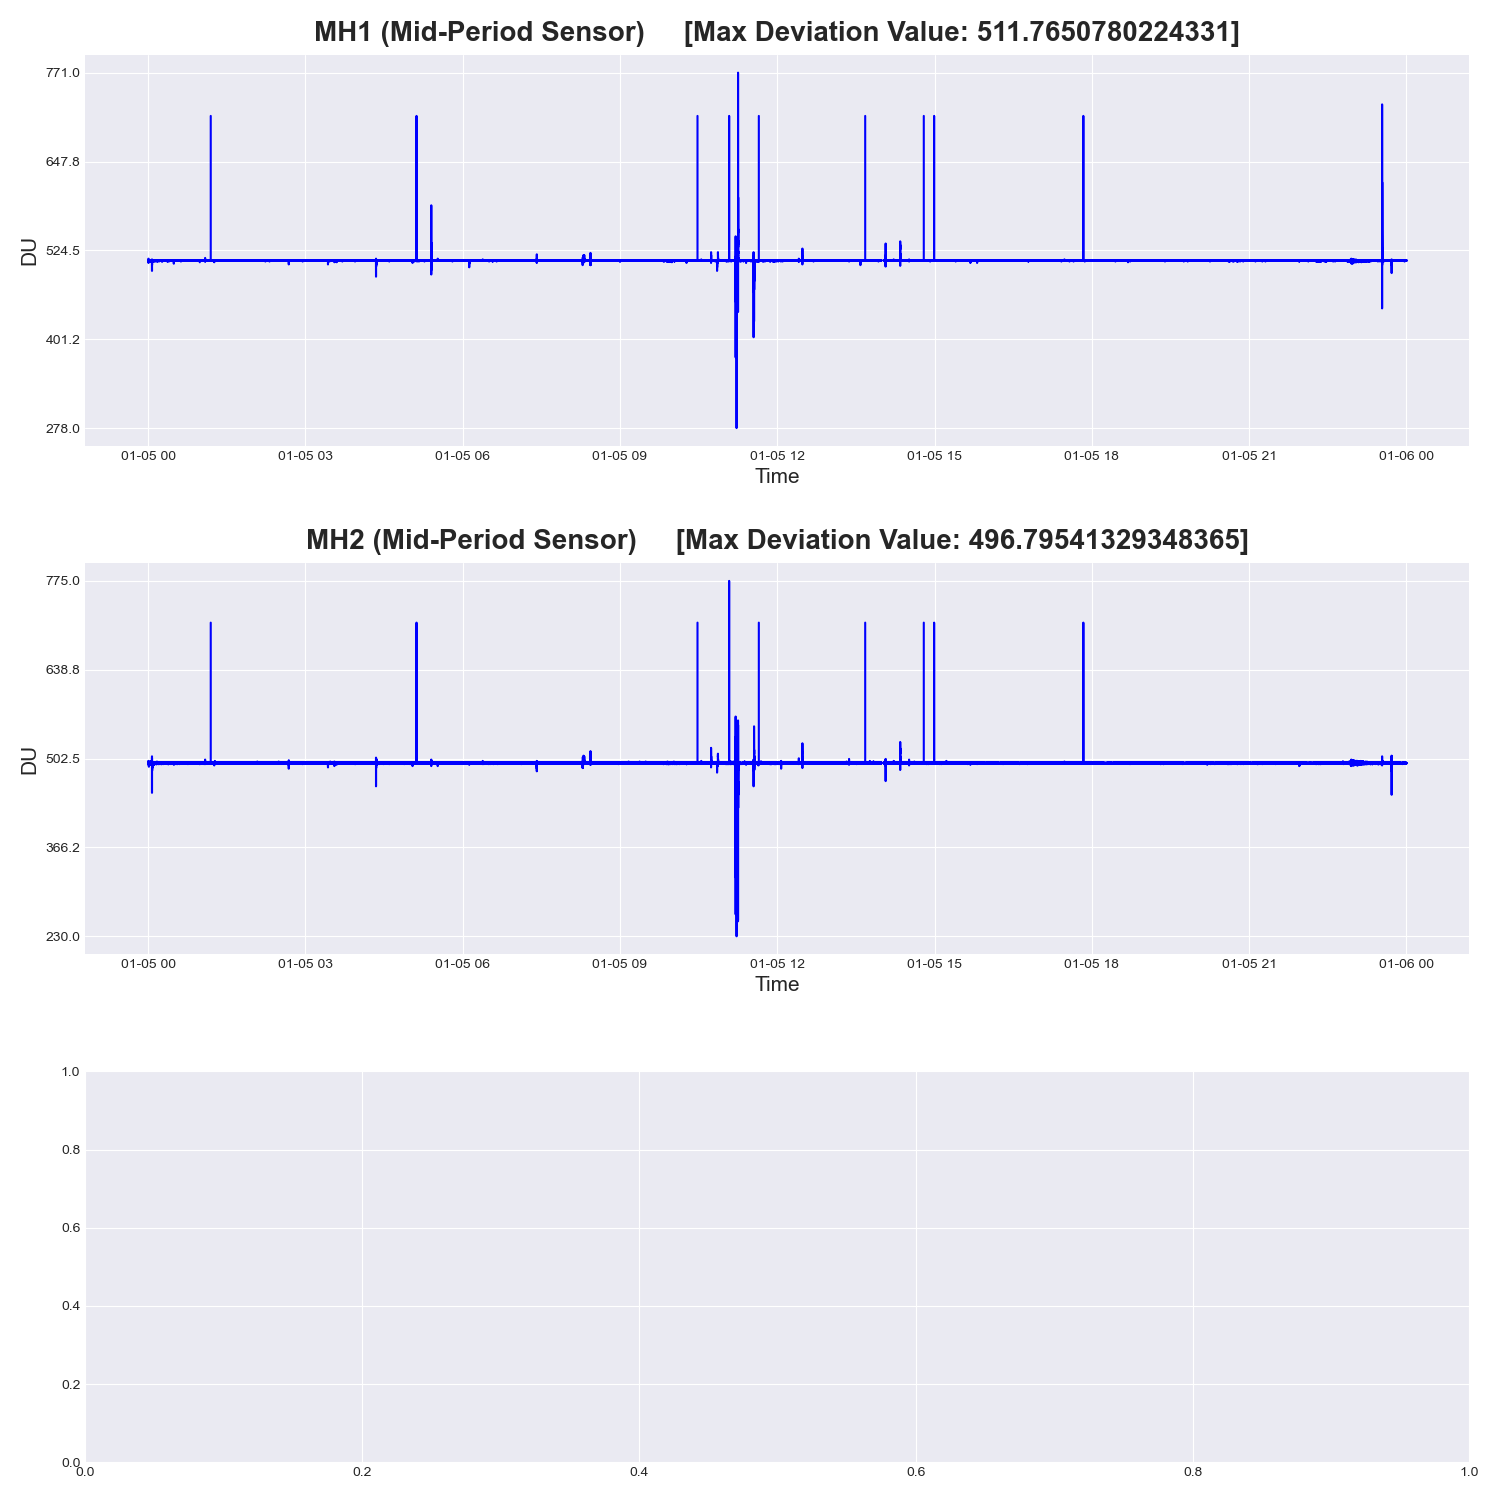 MH1 (Mid-Period Sensor) [Max Deviation Value: 511.7650780224331]
771.0
647.8
524.5
401.2
278.0
DU
01-05 00 01-05 03 01-05 06 01-05 09 01-05 12 01-05 15 01-05 18 01-05 21 01-06 00
Time
MH2 (Mid-Period Sensor) [Max Deviation Value: 496.79541329348365]
775.0
638.8
502.5
366.2
230.0
DU
01-05 00 01-05 03 01-05 06 01-05 09 01-05 12 01-05 15 01-05 18 01-05 21 01-06 00
Time
1.0
0.8
0.6
0.4
0.2
0.0
0.0 0.2 0.4 0.6 0.8 1.0